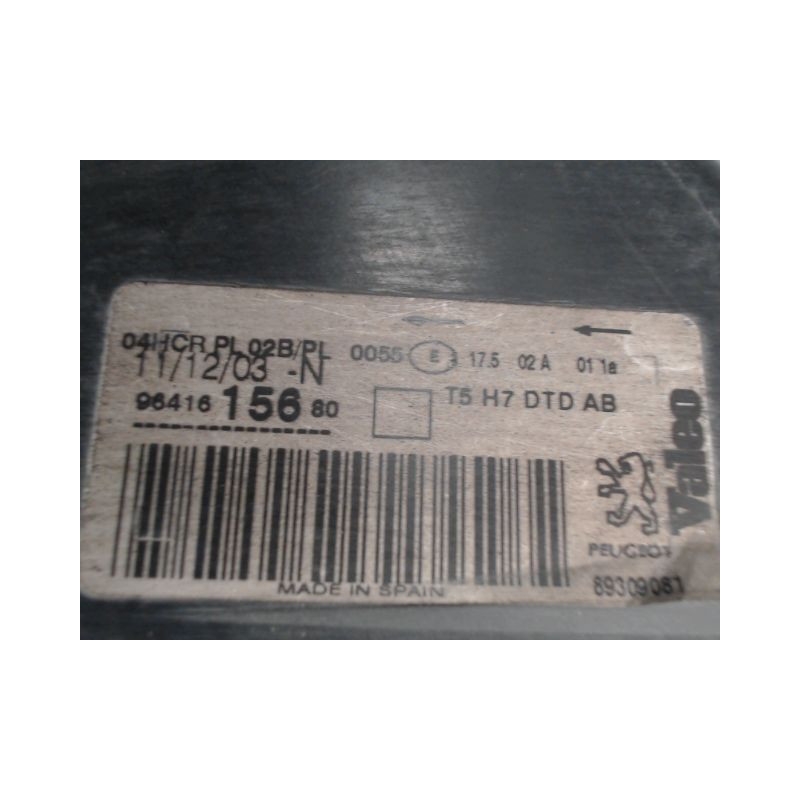 04HCR PL 02B/PL 0055 E 17.5 02 A 01 1a
11/12/03 -N
96416 156 80
T5 H7 DTD AB
Valeo
PEUGEOT
89309081
MADE IN SPAIN